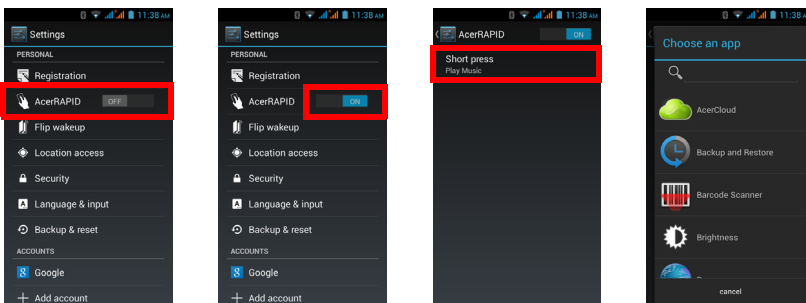 11:38 AM
Settings
PERSONAL
Registration
AcerRAPID OFF
Flip wakeup
Location access
Security
Language & input
Backup & reset
ACCOUNTS
Google
Add account
11:38 AM
Settings
PERSONAL
Registration
AcerRAPID ON
Flip wakeup
Location access
Security
Language & input
Backup & reset
ACCOUNTS
Google
Add account
11:38 AM
AcerRAPID ON
Short press
Play Music
11:38 AM
Choose an app
AcerCloud
Backup and Restore
Barcode Scanner
Brightness
cancel